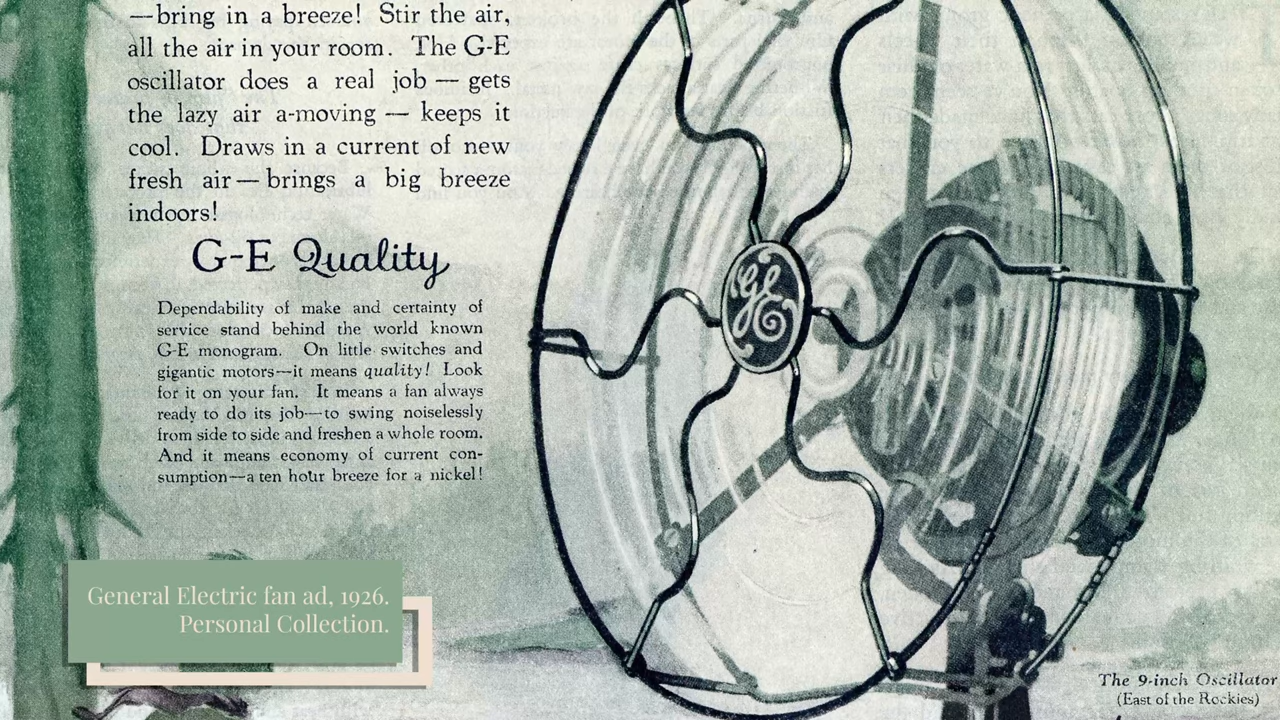 —bring in a breeze! Stir the air,
all the air in your room. The G-E
oscillator does a real job — gets
the lazy air a-moving — keeps it
cool. Draws in a current of new
fresh air — brings a big breeze
indoors!
G-E Quality
Dependability of make and certainty of
service stand behind the world known
G-E monogram. On little switches and
gigantic motors—it means quality! Look
for it on your fan. It means a fan always
ready to do its job—to swing noiselessly
from side to side and freshen a whole room.
And it means economy of current con-
sumption—a ten hour breeze for a nickel!
GE
General Electric fan ad, 1926.
Personal Collection.
The 9-inch Oscillator
(East of the Rockies)